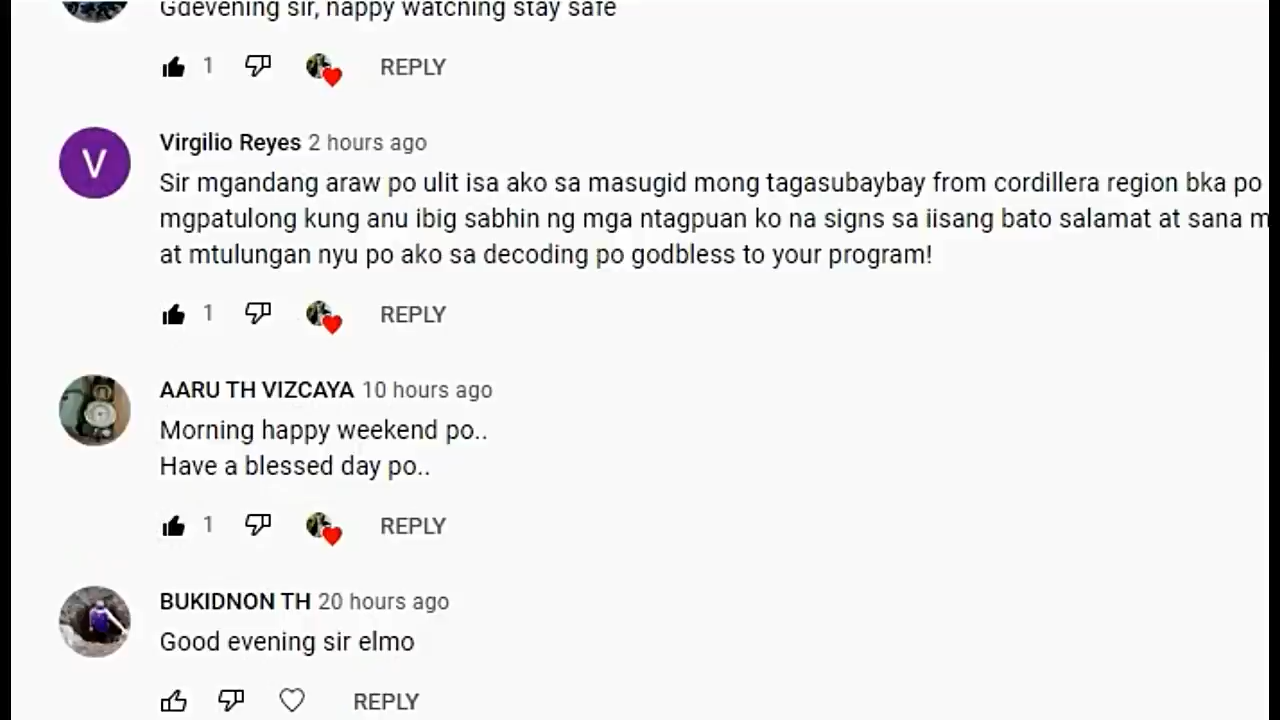 Gdevening sir, happy watching stay safe
1 REPLY
V
Virgilio Reyes 2 hours ago
Sir mgandang araw po ulit isa ako sa masugid mong tagasubaybay from cordillera region bka po
mgpatulong kung anu ibig sabhin ng mga ntagpuan ko na signs sa iisang bato salamat at sana
at mtulungan nyu po ako sa decoding po godbless to your program!
1 REPLY
AARU TH VIZCAYA 10 hours ago
Morning happy weekend po..
Have a blessed day po..
1 REPLY
BUKIDNON TH 20 hours ago
Good evening sir elmo
REPLY